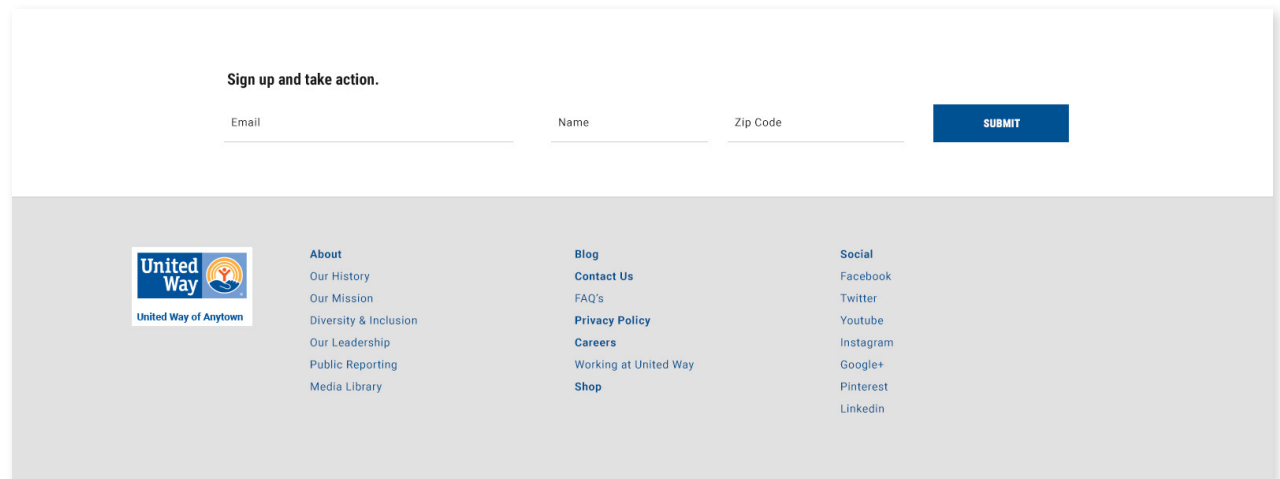 Sign up and take action.
Email
Name
Zip Code
SUBMIT
United
Way
United Way of Anytown
About
Our History
Our Mission
Diversity & Inclusion
Our Leadership
Public Reporting
Media Library
Blog
Contact Us
FAQ's
Privacy Policy
Careers
Working at United Way
Shop
Social
Facebook
Twitter
Youtube
Instagram
Google+
Pinterest
Linkedin